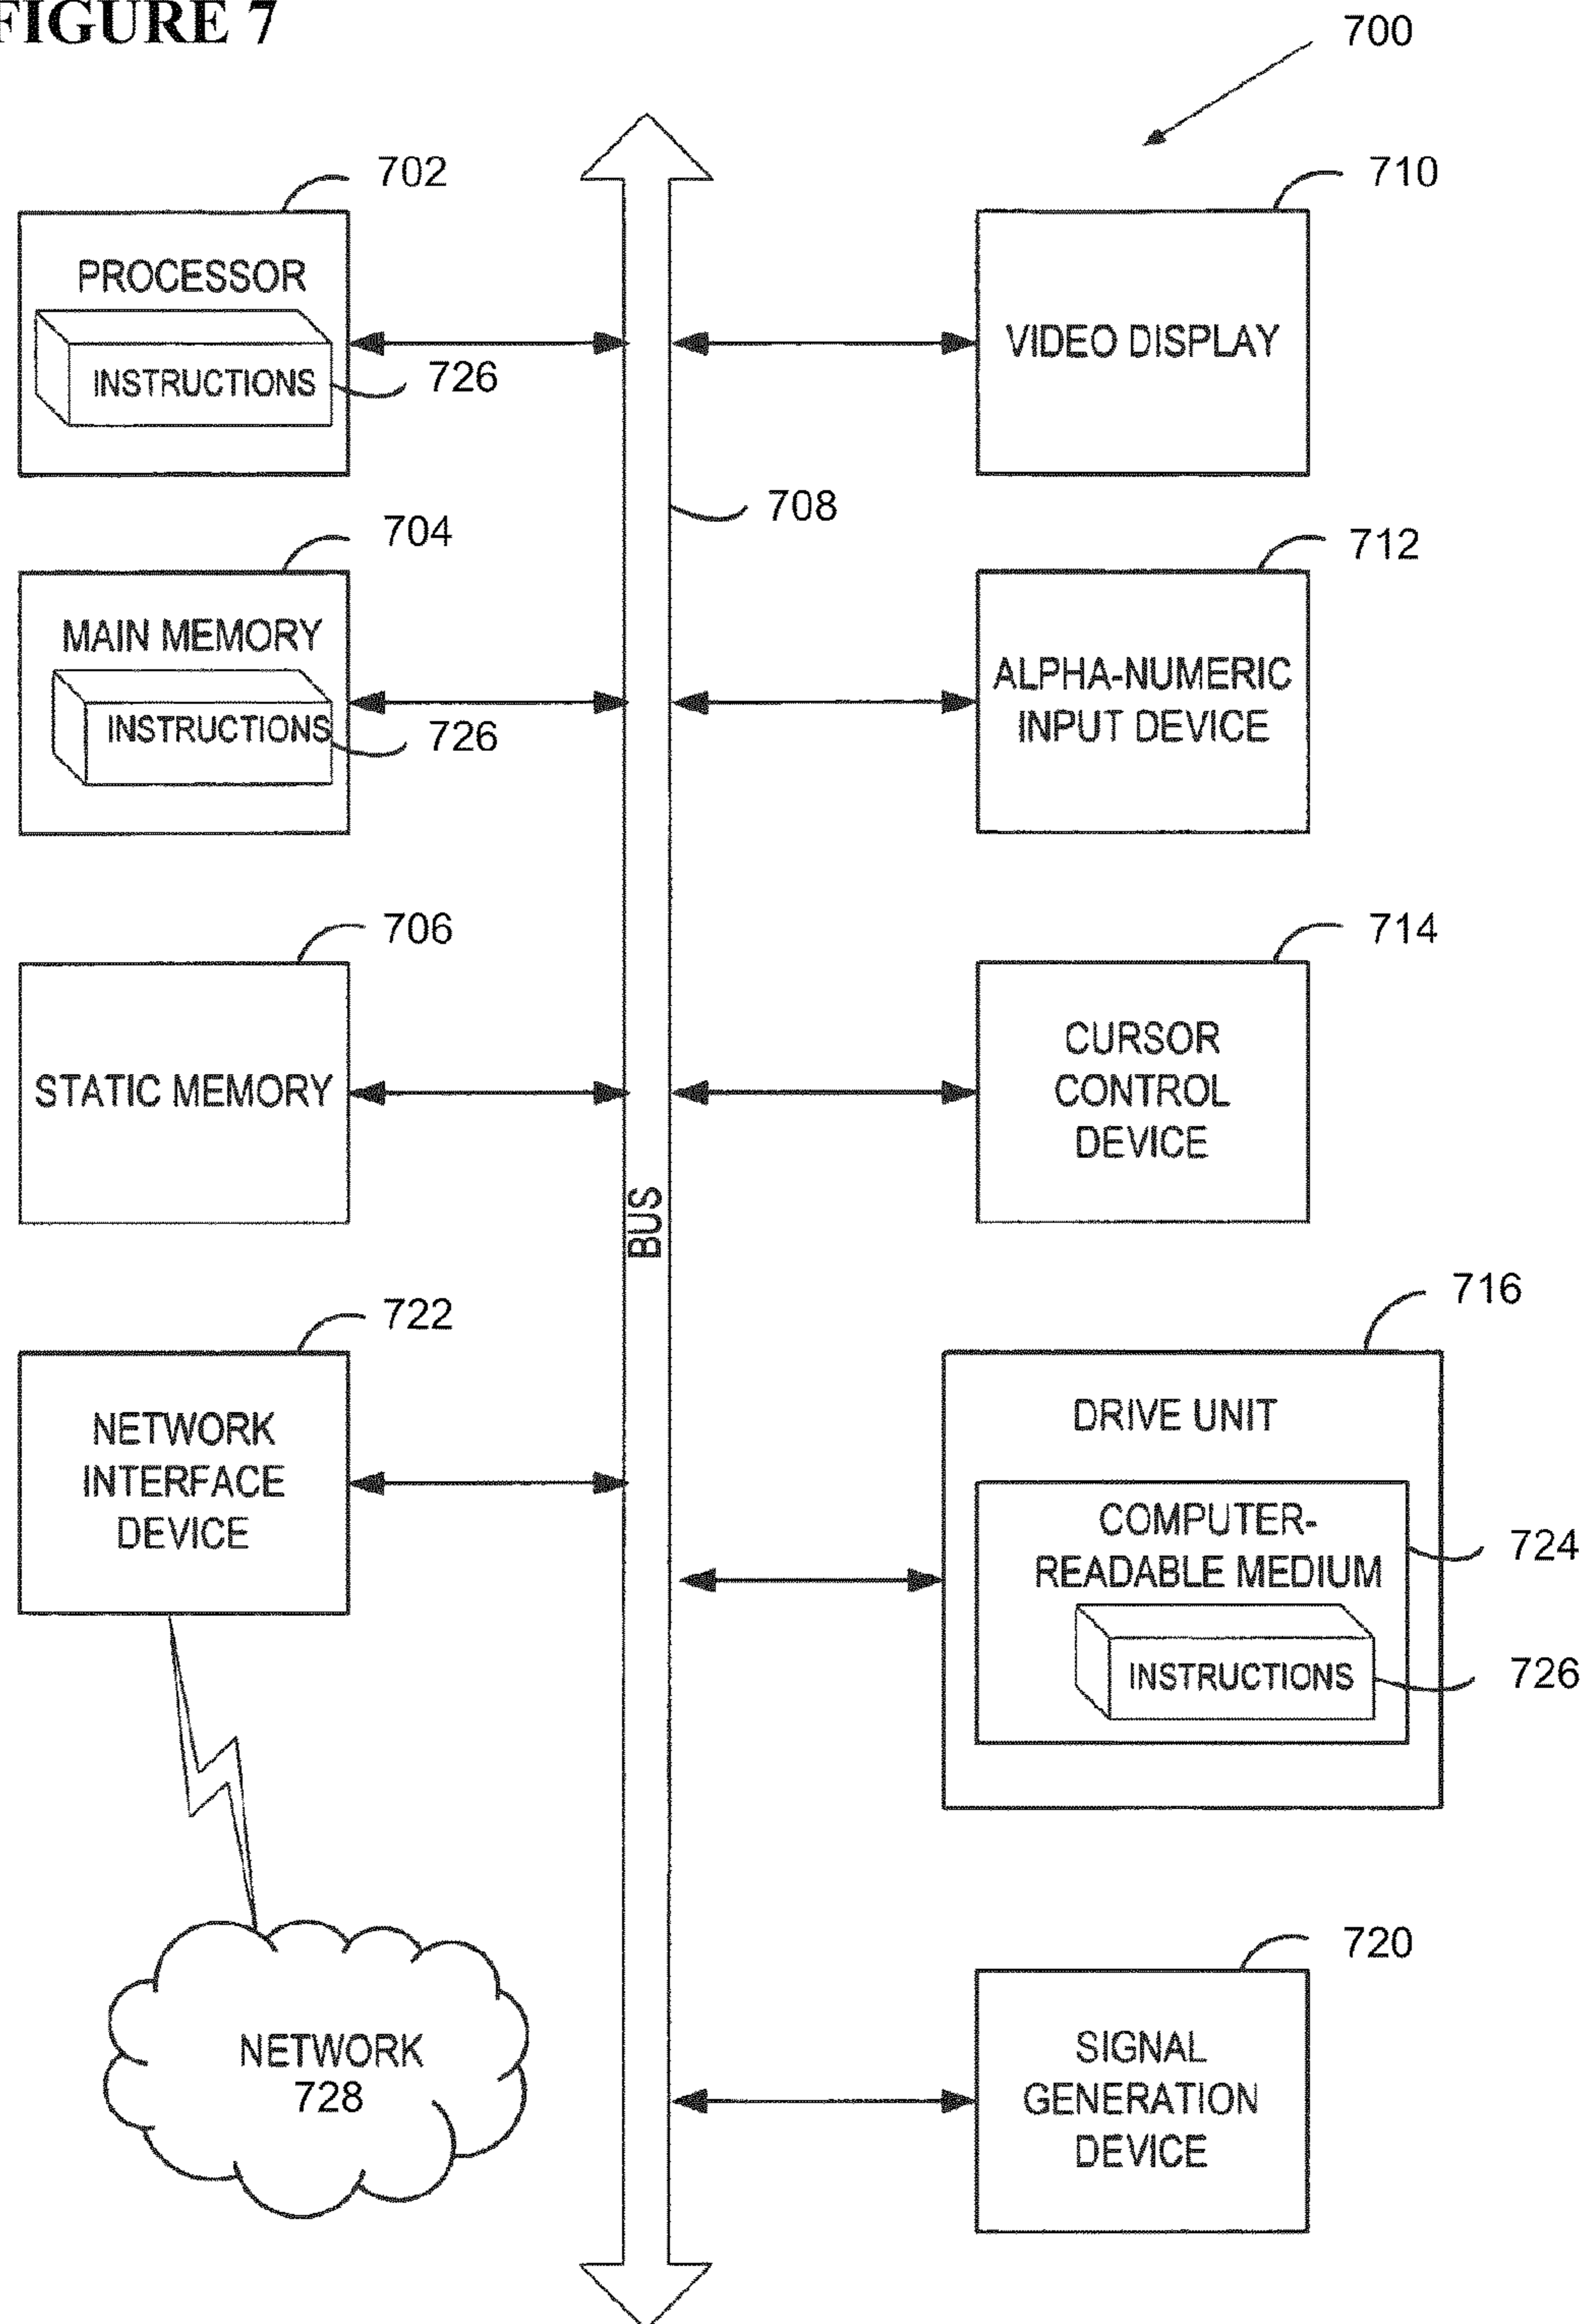 FIGURE 7
700
702
PROCESSOR
INSTRUCTIONS
726
710
VIDEO DISPLAY
708
704
MAIN MEMORY
INSTRUCTIONS
726
712
ALPHA-NUMERIC
INPUT DEVICE
706
STATIC MEMORY
714
CURSOR
CONTROL
DEVICE
BUS
722
NETWORK
INTERFACE
DEVICE
716
DRIVE UNIT
COMPUTER-
READABLE MEDIUM
724
INSTRUCTIONS
726
NETWORK
728
720
SIGNAL
GENERATION
DEVICE